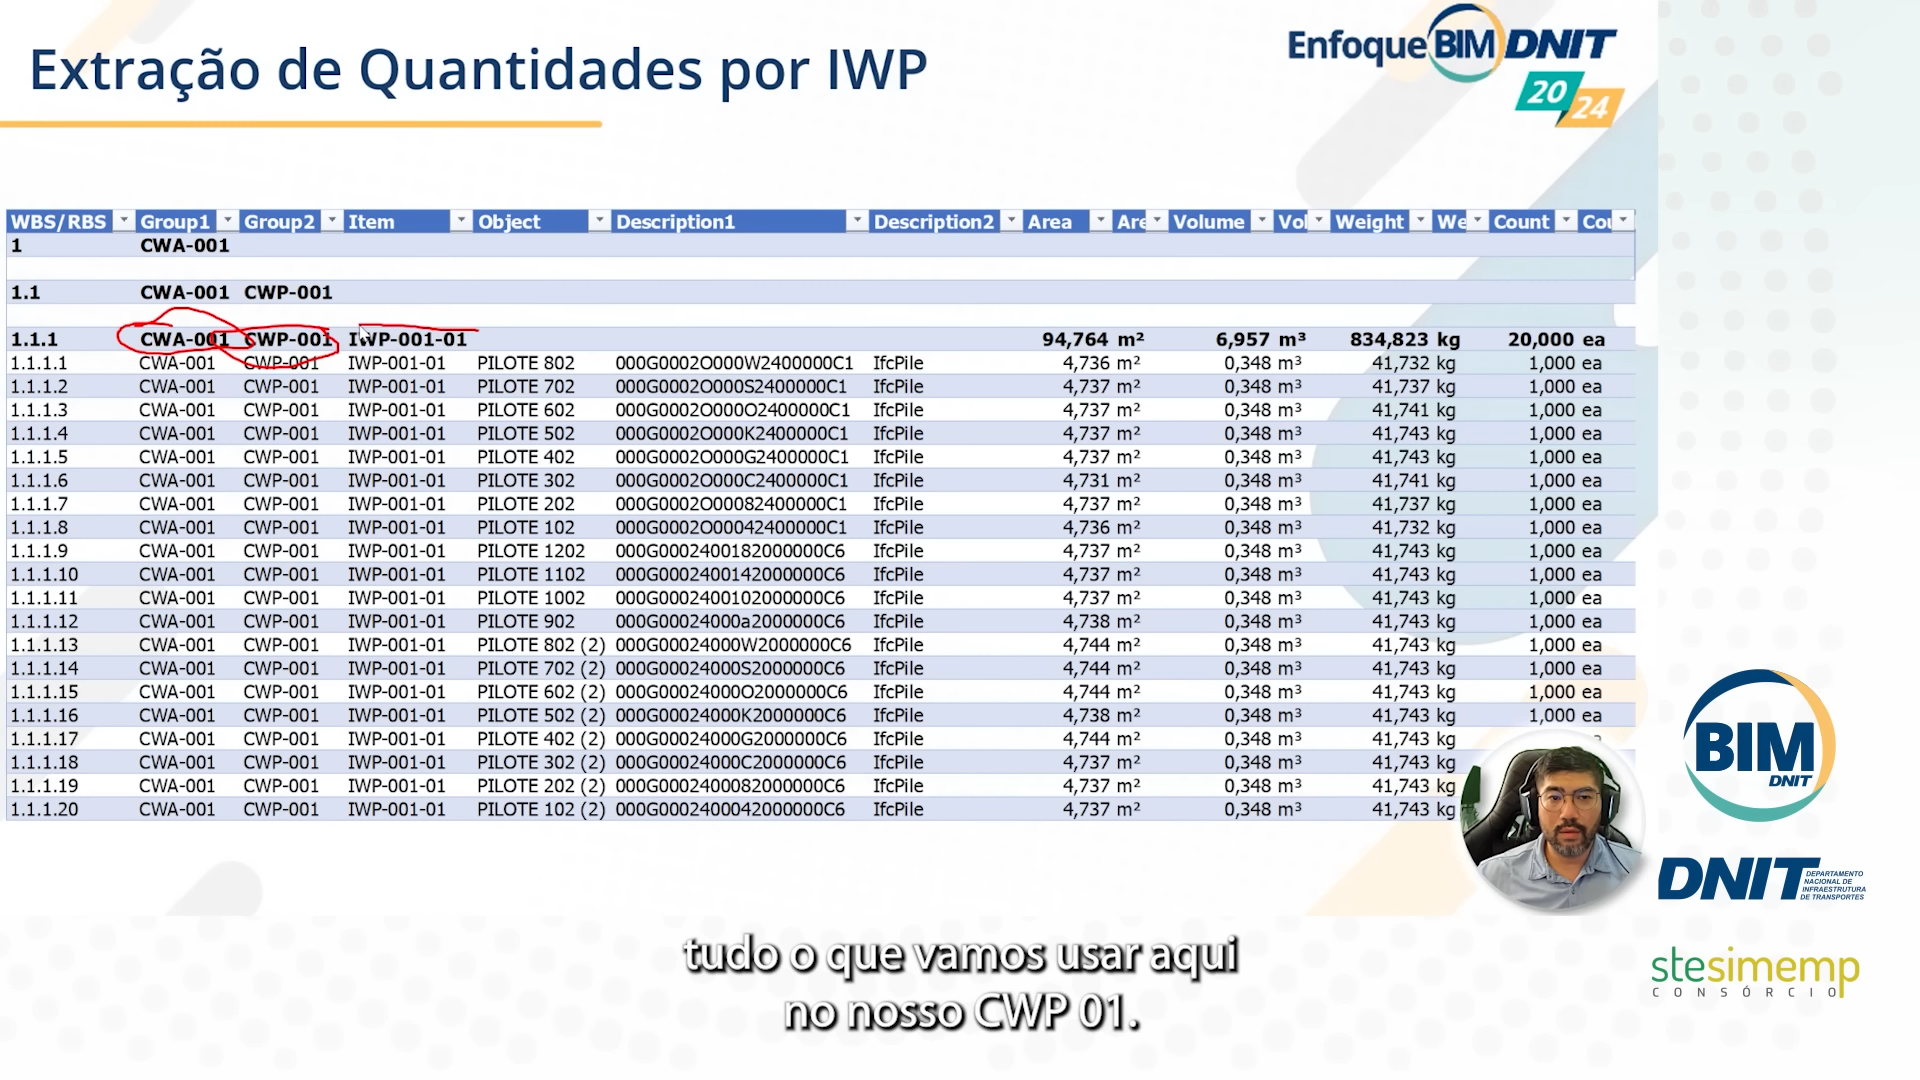 Extração de Quantidades por IWP
Enfoque BIM DNIT
20 24
WBS/RBS Group1 Group2 Item Object Description1 Description2 Area Are Volume Vol Weight We Count Cou
1 CWA-001
1.1 CWA-001 CWP-001
1.1.1 CWA-001 CWP-001 IWP-001-01 94,764 m² 6,957 m³ 834,823 kg 20,000 ea
1.1.1.1 CWA-001 CWP-001 IWP-001-01 PILOTE 802 000G0002O000W2400000C1 IfcPile 4,736 m² 0,348 m³ 41,732 kg 1,000 ea
1.1.1.2 CWA-001 CWP-001 IWP-001-01 PILOTE 702 000G0002O000S2400000C1 IfcPile 4,737 m² 0,348 m³ 41,737 kg 1,000 ea
1.1.1.3 CWA-001 CWP-001 IWP-001-01 PILOTE 602 000G0002O000O2400000C1 IfcPile 4,737 m² 0,348 m³ 41,741 kg 1,000 ea
1.1.1.4 CWA-001 CWP-001 IWP-001-01 PILOTE 502 000G0002O000K2400000C1 IfcPile 4,737 m² 0,348 m³ 41,743 kg 1,000 ea
1.1.1.5 CWA-001 CWP-001 IWP-001-01 PILOTE 402 000G0002O000G2400000C1 IfcPile 4,737 m² 0,348 m³ 41,743 kg 1,000 ea
1.1.1.6 CWA-001 CWP-001 IWP-001-01 PILOTE 302 000G0002O000C2400000C1 IfcPile 4,731 m² 0,348 m³ 41,741 kg 1,000 ea
1.1.1.7 CWA-001 CWP-001 IWP-001-01 PILOTE 202 000G0002O00082400000C1 IfcPile 4,737 m² 0,348 m³ 41,737 kg 1,000 ea
1.1.1.8 CWA-001 CWP-001 IWP-001-01 PILOTE 102 000G0002O00042400000C1 IfcPile 4,736 m² 0,348 m³ 41,732 kg 1,000 ea
1.1.1.9 CWA-001 CWP-001 IWP-001-01 PILOTE 1202 000G0002400182000000C6 IfcPile 4,737 m² 0,348 m³ 41,743 kg 1,000 ea
1.1.1.10 CWA-001 CWP-001 IWP-001-01 PILOTE 1102 000G0002400142000000C6 IfcPile 4,737 m² 0,348 m³ 41,743 kg 1,000 ea
1.1.1.11 CWA-001 CWP-001 IWP-001-01 PILOTE 1002 000G0002400102000000C6 IfcPile 4,737 m² 0,348 m³ 41,743 kg 1,000 ea
1.1.1.12 CWA-001 CWP-001 IWP-001-01 PILOTE 902 000G00024000a2000000C6 IfcPile 4,738 m² 0,348 m³ 41,743 kg 1,000 ea
1.1.1.13 CWA-001 CWP-001 IWP-001-01 PILOTE 802 (2) 000G00024000W2000000C6 IfcPile 4,744 m² 0,348 m³ 41,743 kg 1,000 ea
1.1.1.14 CWA-001 CWP-001 IWP-001-01 PILOTE 702 (2) 000G00024000S2000000C6 IfcPile 4,744 m² 0,348 m³ 41,743 kg 1,000 ea
1.1.1.15 CWA-001 CWP-001 IWP-001-01 PILOTE 602 (2) 000G00024000O2000000C6 IfcPile 4,744 m² 0,348 m³ 41,743 kg 1,000 ea
1.1.1.16 CWA-001 CWP-001 IWP-001-01 PILOTE 502 (2) 000G00024000K2000000C6 IfcPile 4,738 m² 0,348 m³ 41,743 kg 1,000 ea
1.1.1.17 CWA-001 CWP-001 IWP-001-01 PILOTE 402 (2) 000G00024000G2000000C6 IfcPile 4,744 m² 0,348 m³ 41,743 kg
1.1.1.18 CWA-001 CWP-001 IWP-001-01 PILOTE 302 (2) 000G00024000C2000000C6 IfcPile 4,737 m² 0,348 m³ 41,743 kg
1.1.1.19 CWA-001 CWP-001 IWP-001-01 PILOTE 202 (2) 000G0002400082000000C6 IfcPile 4,737 m² 0,348 m³ 41,743 kg
1.1.1.20 CWA-001 CWP-001 IWP-001-01 PILOTE 102 (2) 000G0002400042000000C6 IfcPile 4,737 m² 0,348 m³ 41,743 kg
BIM
DNIT
DNIT DEPARTAMENTO
NACIONAL DE
INFRAESTRUTURA
DE TRANSPORTES
stesimemp
CONSÓRCIO
tudo o que vamos usar aqui
no nosso CWP 01.